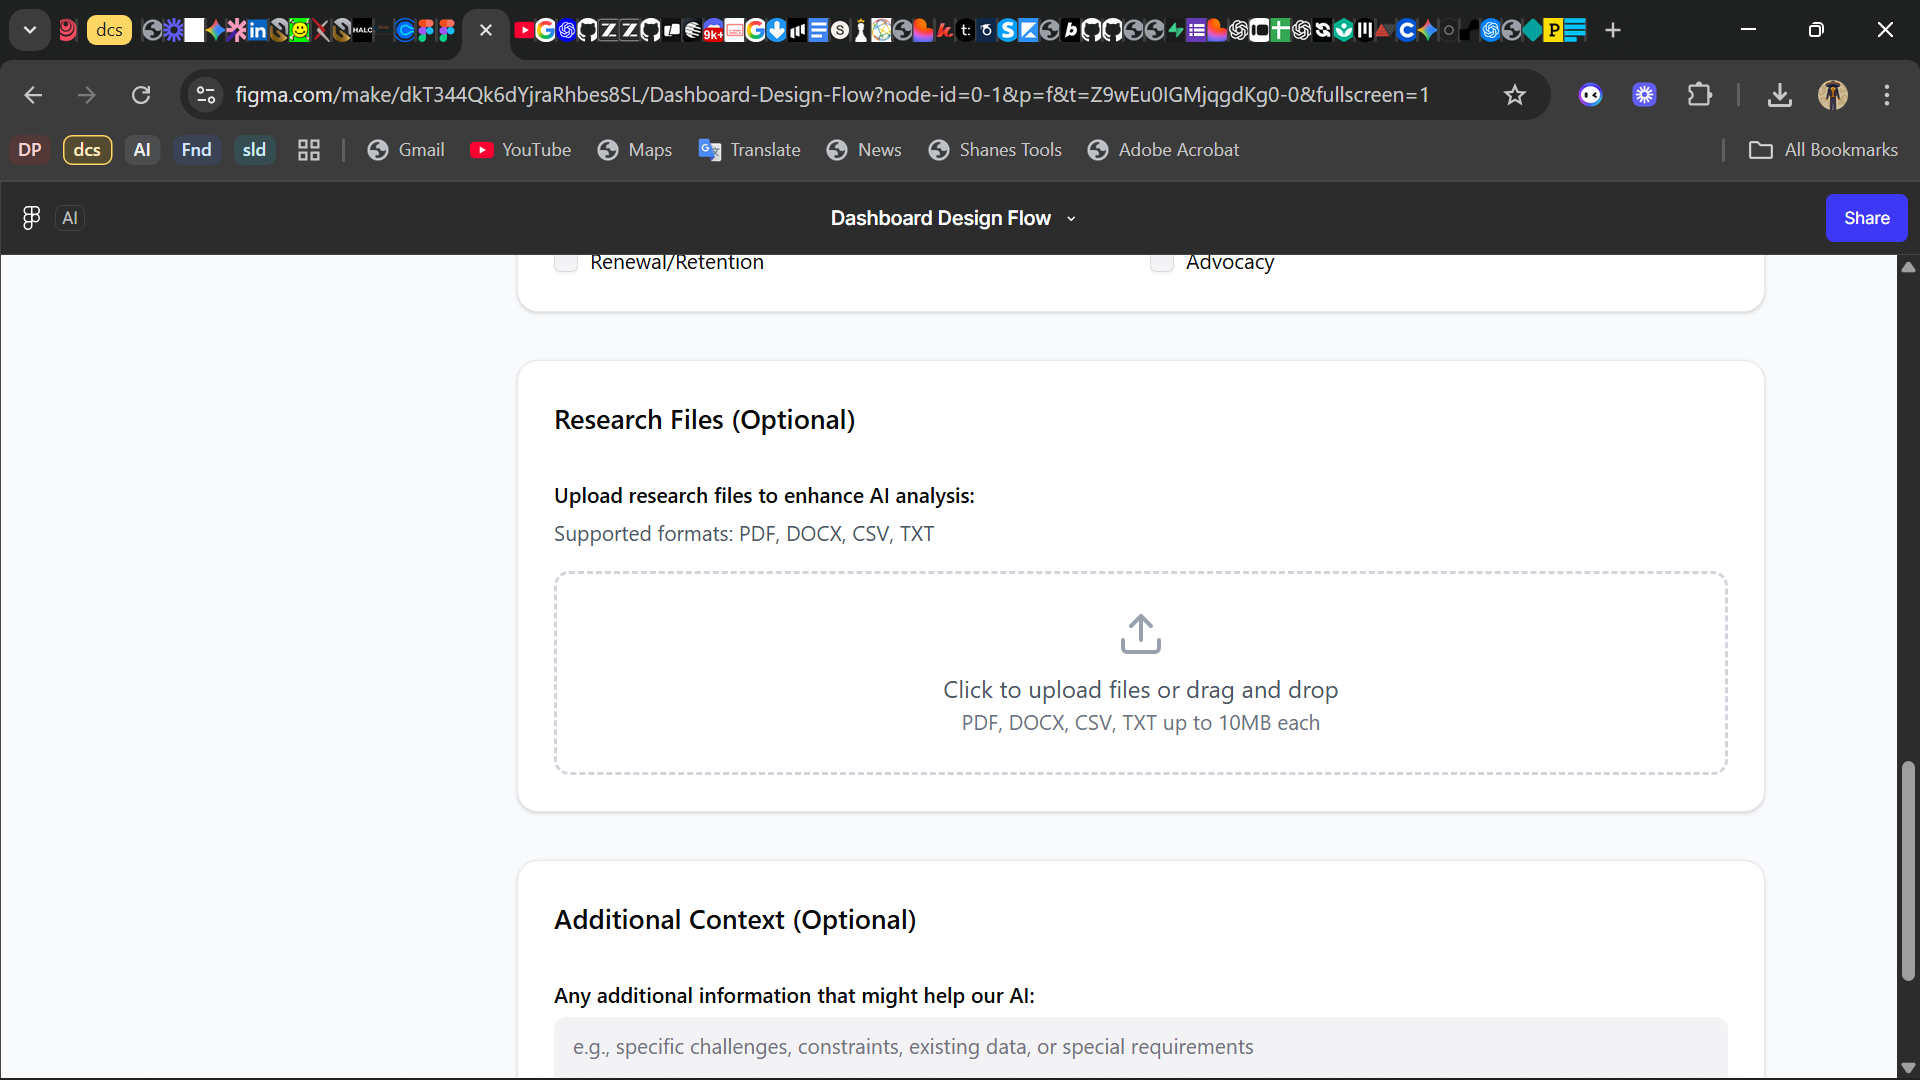 dcs
HALO
9k+
figma.com/make/dkT344Qk6dYjraRhbes8SL/Dashboard-Design-Flow?node-id=0-1&p=f&t=Z9wEu0IGMjqgdKg0-0&fullscreen=1
DP
dcs
AI
Fnd
sld
Gmail
YouTube
Maps
Translate
News
Shanes Tools
Adobe Acrobat
All Bookmarks
AI
Dashboard Design Flow
Share
Renewal/Retention
Advocacy
Research Files (Optional)
Upload research files to enhance AI analysis:
Supported formats: PDF, DOCX, CSV, TXT
Click to upload files or drag and drop
PDF, DOCX, CSV, TXT up to 10MB each
Additional Context (Optional)
Any additional information that might help our AI:
e.g., specific challenges, constraints, existing data, or special requirements